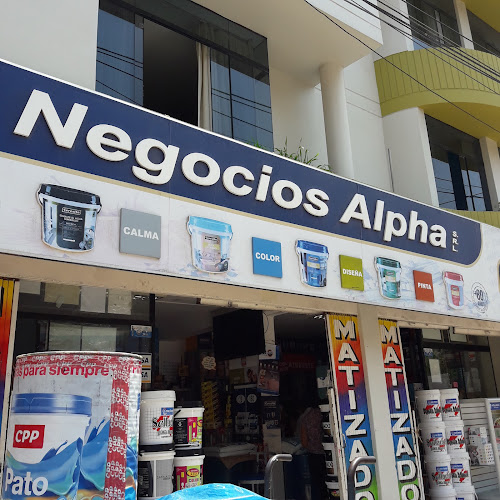 Negocios Alpha S.R.L.
CALMA
COLOR
DISEÑA
PINTA
MATIZADO
MATIZADO
para siempre
CPP
Pato